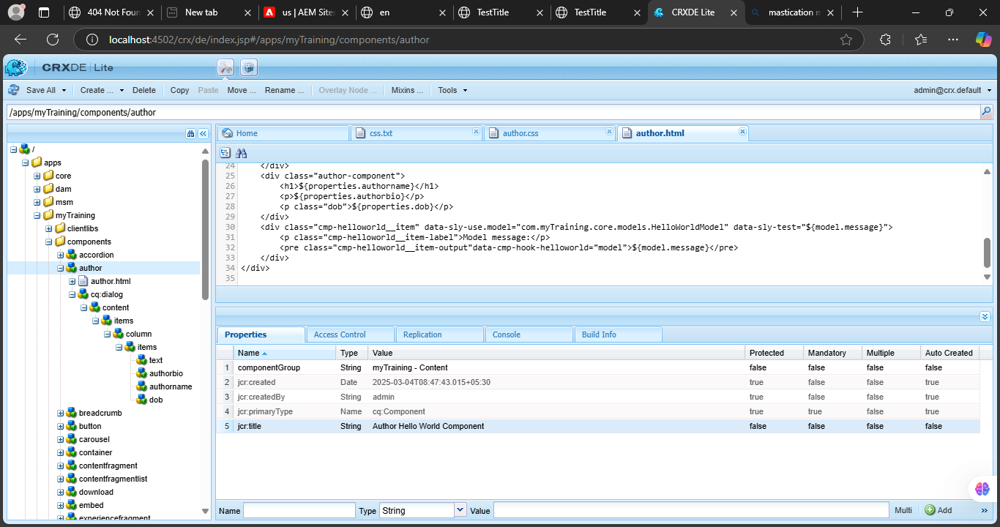 404 Not Foun
New tab
us | AEM Sites
en
TestTitle
TestTitle
CRXDE Lite
mastication m
localhost:4502/crx/de/index.jsp#/apps/myTraining/components/author
CRXDE | Lite
Save All
Create ...
Delete
Copy
Paste
Move ...
Rename ...
Overlay Node ...
Mixins ...
Tools
admin@crx.default
/apps/myTraining/components/author
/
apps
core
dam
msm
myTraining
clientlibs
components
accordion
author
author.html
cq:dialog
content
items
column
items
text
authorbio
authorname
dob
breadcrumb
button
carousel
container
contentfragment
contentfragmentlist
download
embed
experiencefragment
Home
css.txt
author.css
author.html
24 </div>
25 <div class="author-component">
26 <h1>${properties.authorname}</h1>
27 <p>${properties.authorbio}</p>
28 <p class="dob">${properties.dob}</p>
29 </div>
30 <div class="cmp-helloworld__item" data-sly-use.model="com.myTraining.core.models.HelloWorldModel" data-sly-test="${model.message}">
31 <p class="cmp-helloworld__item-label">Model message:</p>
32 <pre class="cmp-helloworld__item-output"data-cmp-hook-helloworld="model">${model.message}</pre>
33 </div>
34 </div>
35
Properties
Access Control
Replication
Console
Build Info
Name Type Value Protected Mandatory Multiple Auto Created
1 componentGroup String myTraining - Content false false false false
2 jcr:created Date 2025-03-04T08:47:43.015+05:30 true false false true
3 jcr:createdBy String admin true false false true
4 jcr:primaryType Name cq:Component true true false true
5 jcr:title String Author Hello World Component false false false false
Name
Type String
Value
Multi
Add
»